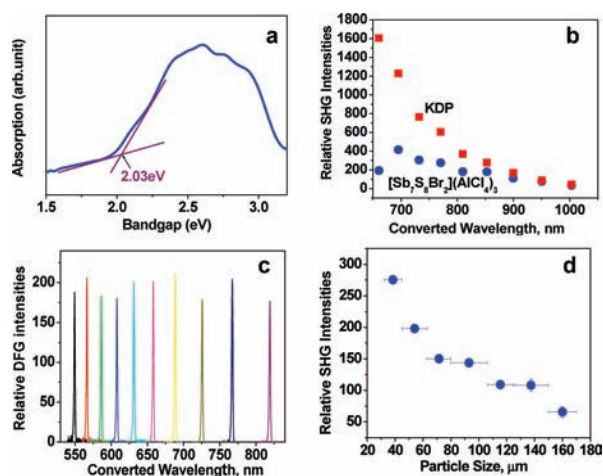 a
Absorption (arb.unit)
2.03eV
1.5 2.0 2.5 3.0
Bandgap (eV)
b
Relative SHG Intensities
1800
1600
1400
1200
1000
800
600
400
200
0
KDP
[Sb7S8Br2](AlCl4)3
700 800 900 1000
Converted Wavelength, nm
c
Relative DFG intensities
200
150
100
50
0
550 600 650 700 750 800
Converted Wavelength, nm
d
Relative SHG Intensities
300
250
200
150
100
50
20 40 60 80 100 120 140 160 180
Particle Size, μm